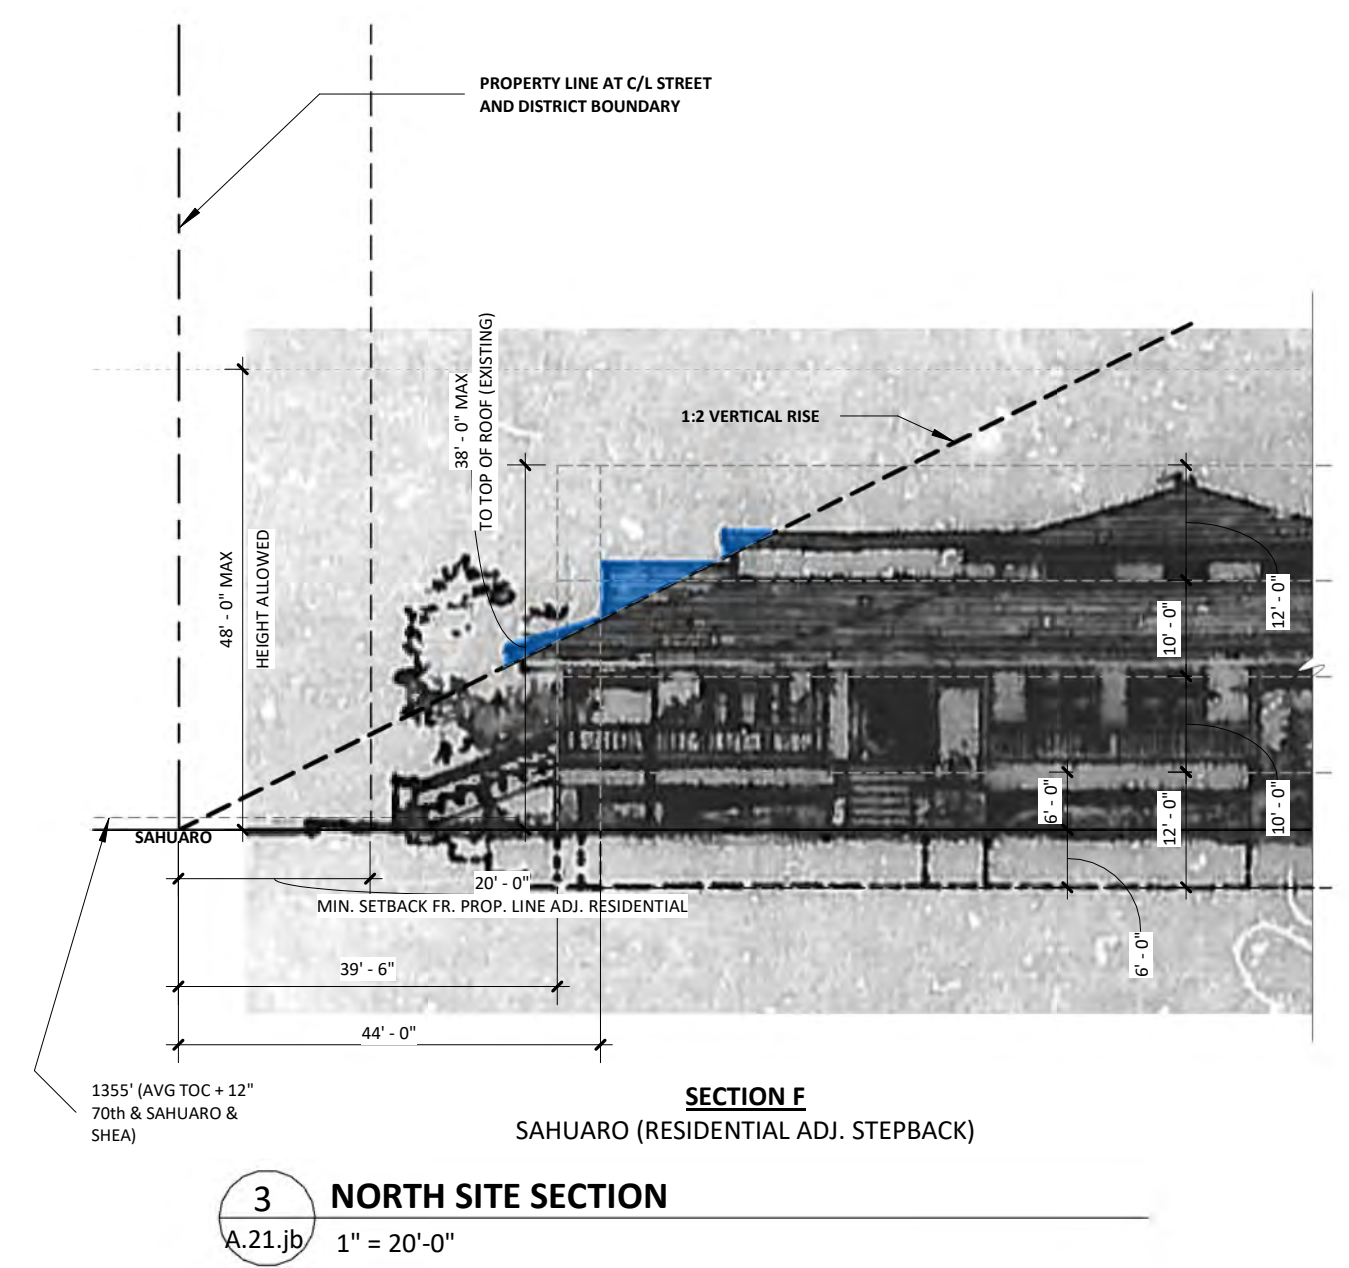 PROPERTY LINE AT C/L STREET
AND DISTRICT BOUNDARY
38' - 0" MAX
TO TOP OF ROOF (EXISTING)
1:2 VERTICAL RISE
48' - 0" MAX
HEIGHT ALLOWED
12' - 0"
10' - 0"
6' - 0"
12' - 0"
10' - 0"
SAHUARO
20' - 0"
MIN. SETBACK FR. PROP. LINE ADJ. RESIDENTIAL
6' - 0"
39' - 6"
44' - 0"
1355' (AVG TOC + 12"
70th & SAHUARO &
SHEA)
SECTION F
SAHUARO (RESIDENTIAL ADJ. STEPBACK)
3
NORTH SITE SECTION
A.21.jb
1" = 20'-0"